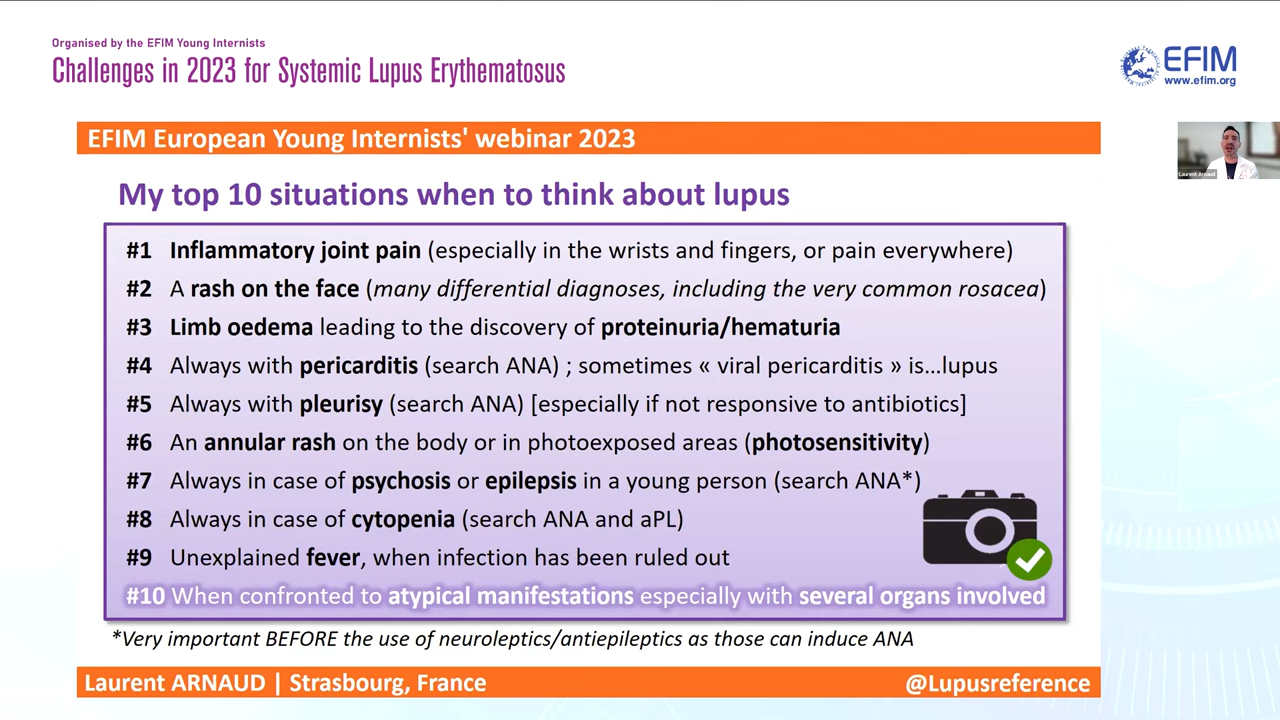 Organised by the EFIM Young Internists
Challenges in 2023 for Systemic Lupus Erythematosus
EFIM
www.efim.org
EFIM European Young Internists' webinar 2023
Laurent Arnaud
My top 10 situations when to think about lupus
#1 Inflammatory joint pain (especially in the wrists and fingers, or pain everywhere)
#2 A rash on the face (many differential diagnoses, including the very common rosacea)
#3 Limb oedema leading to the discovery of proteinuria/hematuria
#4 Always with pericarditis (search ANA) ; sometimes « viral pericarditis » is...lupus
#5 Always with pleurisy (search ANA) [especially if not responsive to antibiotics]
#6 An annular rash on the body or in photoexposed areas (photosensitivity)
#7 Always in case of psychosis or epilepsis in a young person (search ANA*)
#8 Always in case of cytopenia (search ANA and aPL)
#9 Unexplained fever, when infection has been ruled out
#10 When confronted to atypical manifestations especially with several organs involved
*Very important BEFORE the use of neuroleptics/antiepileptics as those can induce ANA
Laurent ARNAUD | Strasbourg, France
@Lupusreference